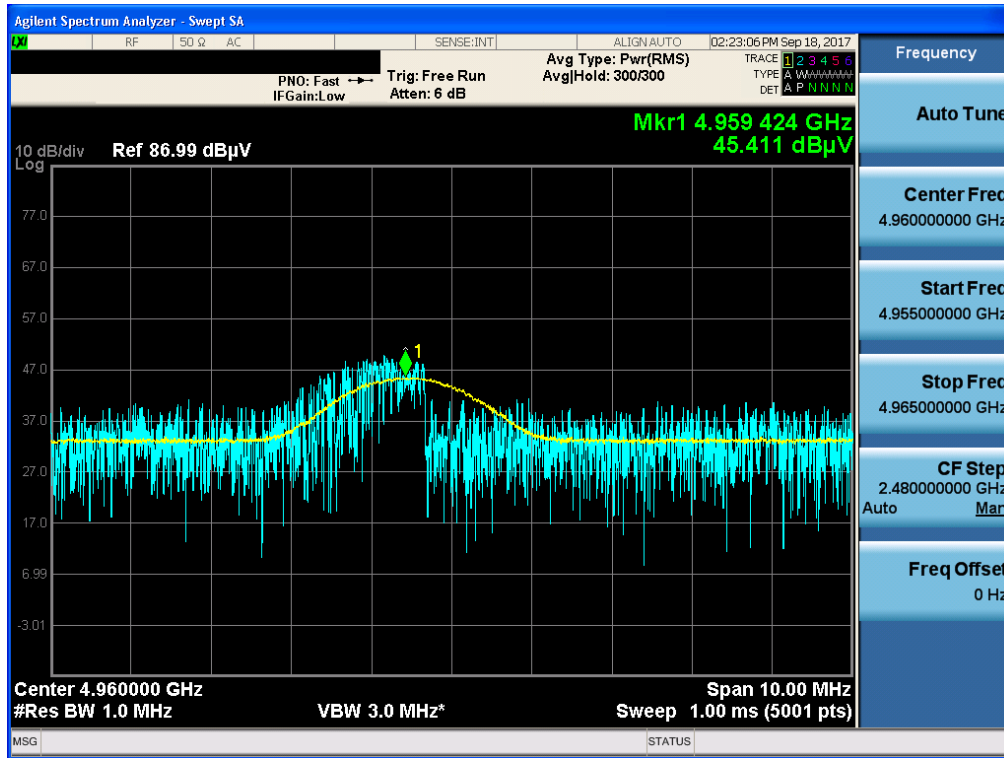 Agilent Spectrum Analyzer - Swept SA
LXI RF 50 Ω AC SENSE:INT ALIGN AUTO 02:23:06 PM Sep 18, 2017
Frequency
Avg Type: Pwr(RMS)
Avg|Hold: 300/300
TRACE 1 2 3 4 5 6
TYPE A
DET A P N N N N
PNO: Fast
IFGain:Low
Trig: Free Run
Atten: 6 dB
Auto Tune
Mkr1 4.959 424 GHz
45.411 dBµV
10 dB/div
Log
Ref 86.99 dBµV
77.0
67.0
57.0
47.0
37.0
27.0
17.0
6.99
-3.01
1
Center Freq
4.960000000 GHz
Start Freq
4.955000000 GHz
Stop Freq
4.965000000 GHz
CF Step
2.480000000 GHz
Auto Man
Freq Offset
0 Hz
Center 4.960000 GHz Span 10.00 MHz
#Res BW 1.0 MHz VBW 3.0 MHz* Sweep 1.00 ms (5001 pts)
MSG STATUS